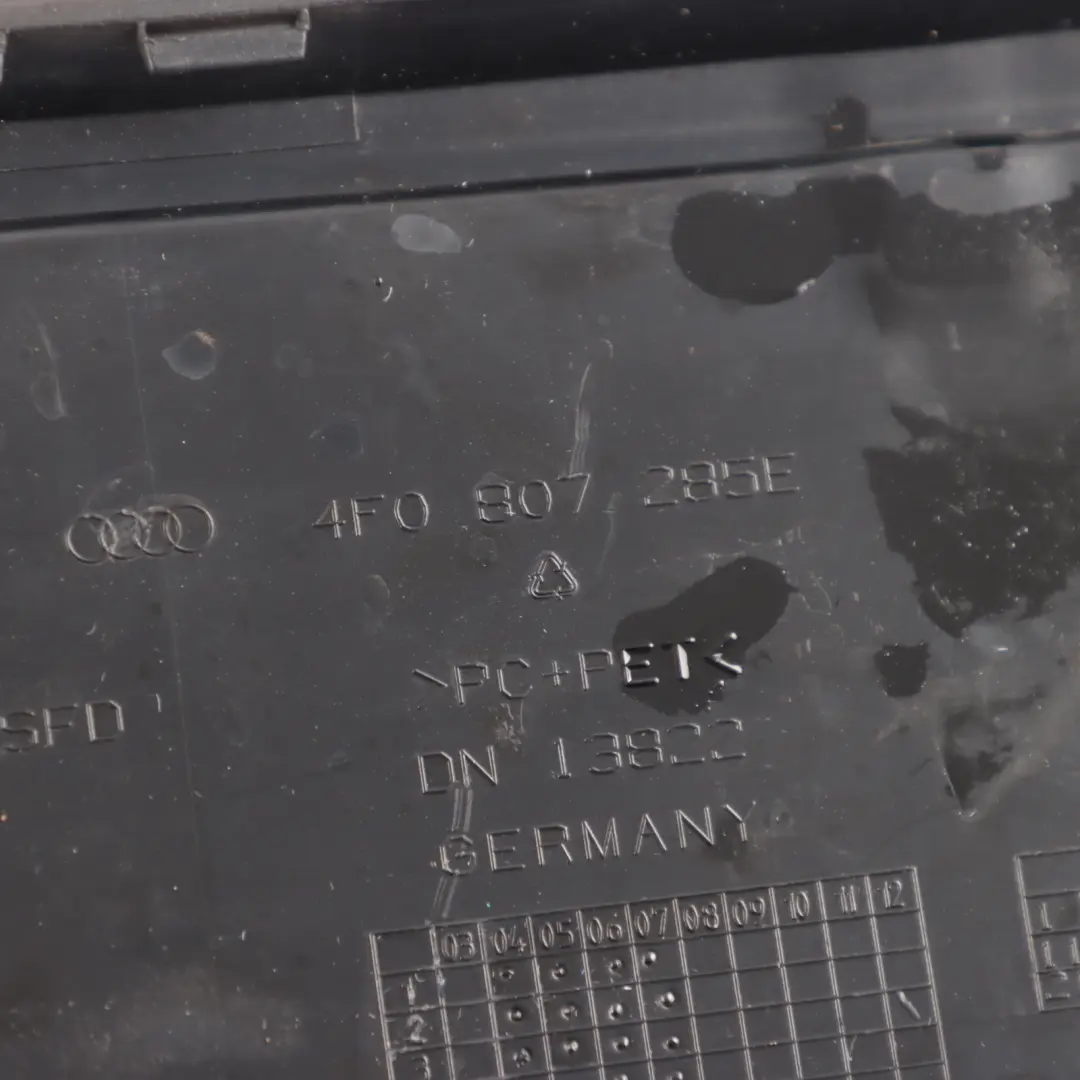 4F0 807 285E
>PC+PET<
SFD
DN 13822
GERMANY
03 04 05 06 07 08 09 10 11 12
1
2
3